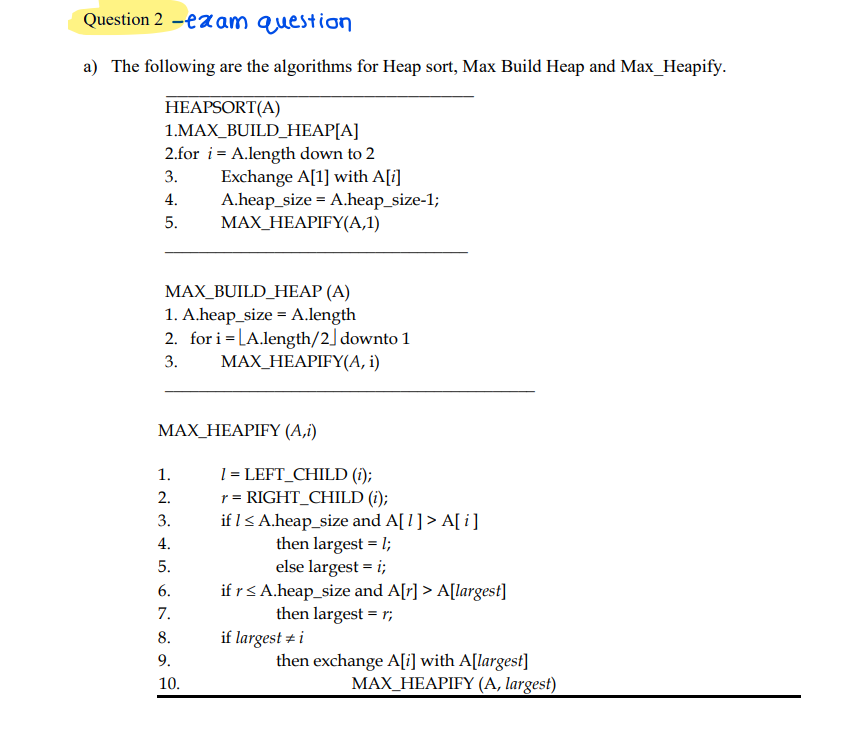 Question 2 -exam question
a) The following are the algorithms for Heap sort, Max Build Heap and Max_Heapify.
HEAPSORT(A)
1.MAX_BUILD_HEAP[A]
2.for i = A.length down to 2
3. Exchange A[1] with A[i]
4. A.heap_size = A.heap_size-1;
5. MAX_HEAPIFY(A,1)
MAX_BUILD_HEAP (A)
1. A.heap_size = A.length
2. for i = ⌊A.length/2⌋ downto 1
3. MAX_HEAPIFY(A, i)
MAX_HEAPIFY (A,i)
1. l = LEFT_CHILD (i);
2. r = RIGHT_CHILD (i);
3. if l ≤ A.heap_size and A[ l ] > A[ i ]
4. then largest = l;
5. else largest = i;
6. if r ≤ A.heap_size and A[r] > A[largest]
7. then largest = r;
8. if largest ≠ i
9. then exchange A[i] with A[largest]
10. MAX_HEAPIFY (A, largest)